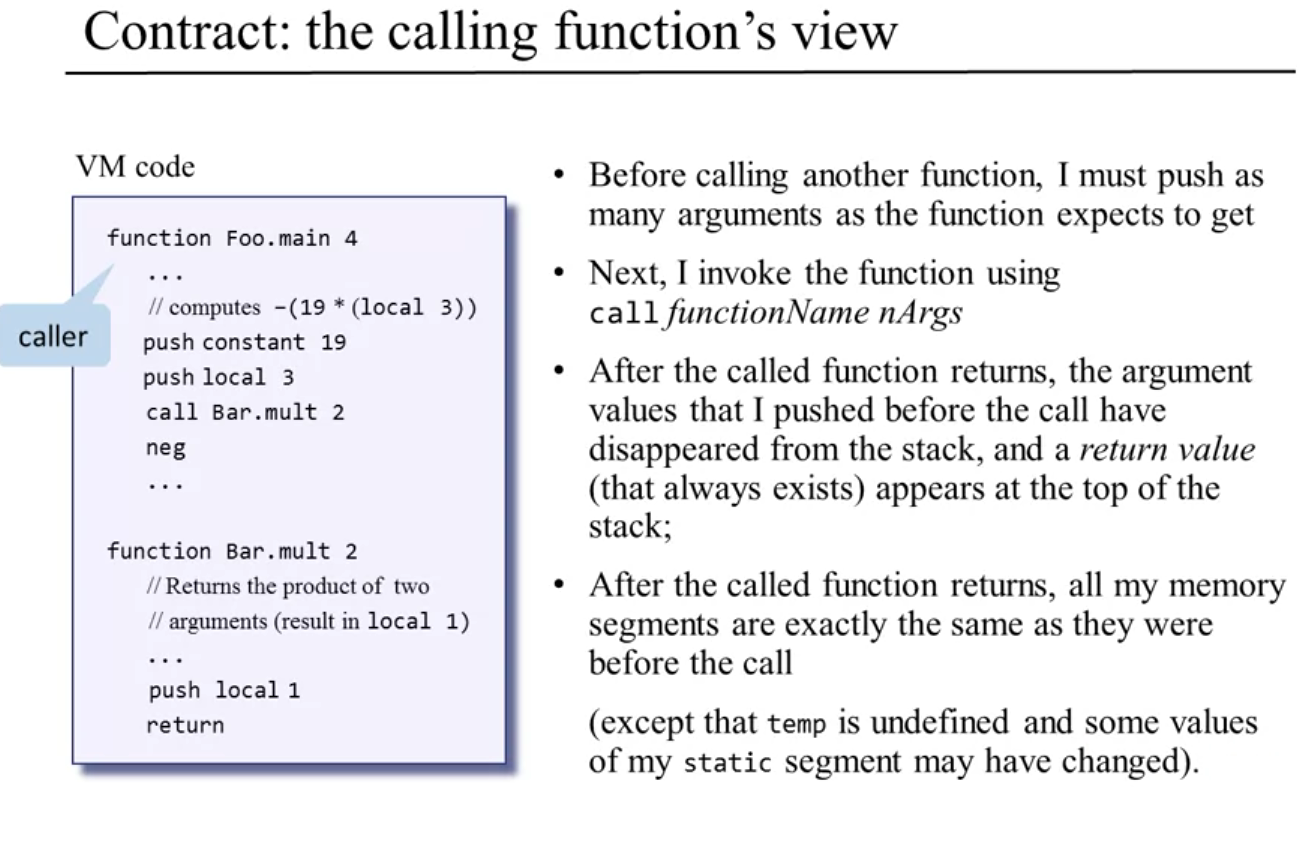 Contract: the calling function’s view
VM code
function Foo.main 4
...
// computes -(19 * (local 3))
push constant 19
push local 3
call Bar.mult 2
neg
...
function Bar.mult 2
// Returns the product of two
// arguments (result in local 1)
...
push local 1
return
caller
• Before calling another function, I must push as
many arguments as the function expects to get
• Next, I invoke the function using
call functionName nArgs
• After the called function returns, the argument
values that I pushed before the call have
disappeared from the stack, and a return value
(that always exists) appears at the top of the
stack;
• After the called function returns, all my memory
segments are exactly the same as they were
before the call
(except that temp is undefined and some values
of my static segment may have changed).